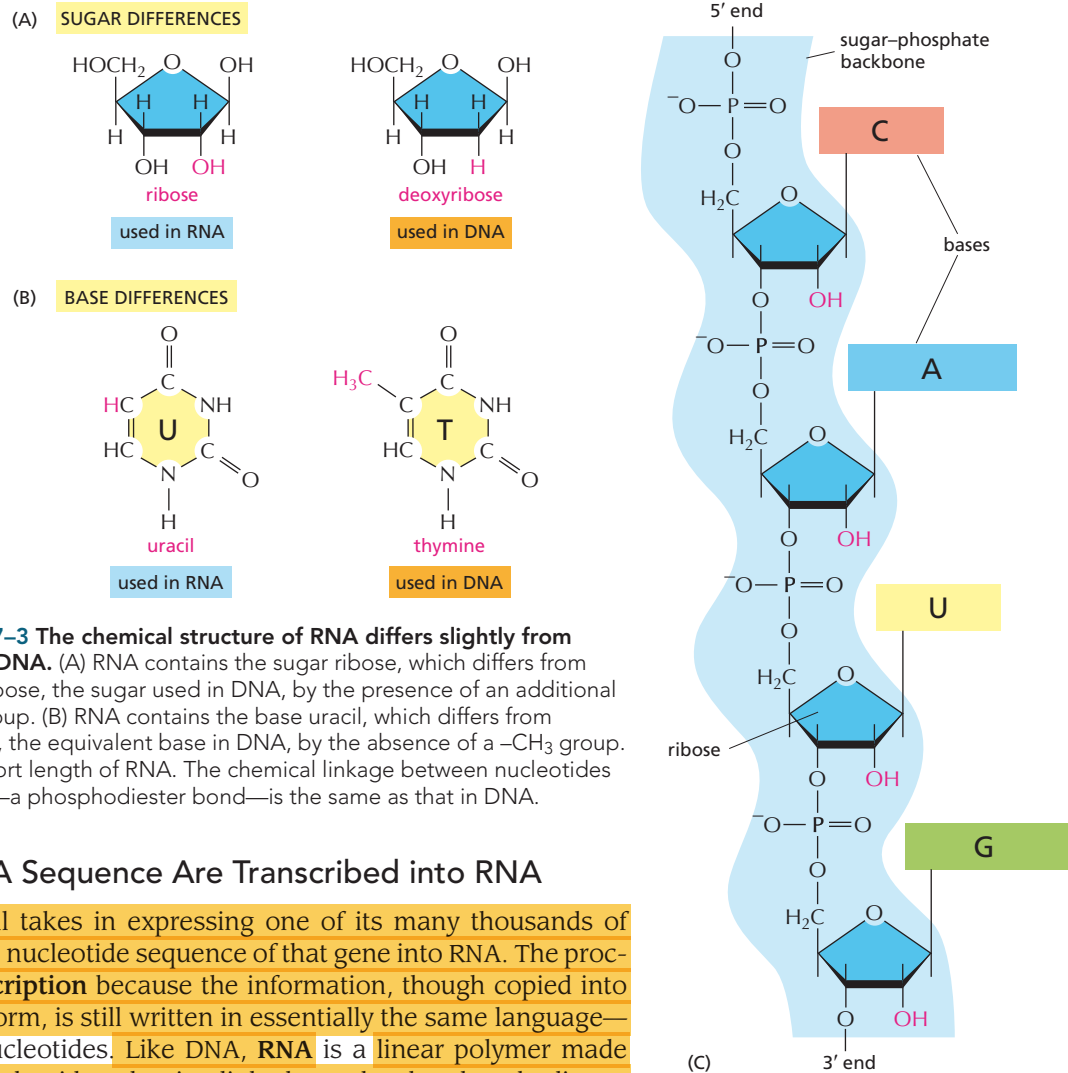 (A) SUGAR DIFFERENCES
HOCH2 O OH
H H
H H
OH OH
ribose
used in RNA
HOCH2 O OH
H H
H H
OH H
deoxyribose
used in DNA
(B) BASE DIFFERENCES
O
C
HC NH
U
HC C
N O
H
uracil
used in RNA
O
H3C C
C NH
T
HC C
N O
H
thymine
used in DNA
7–3 The chemical structure of RNA differs slightly from
DNA. (A) RNA contains the sugar ribose, which differs from
ose, the sugar used in DNA, by the presence of an additional
oup. (B) RNA contains the base uracil, which differs from
, the equivalent base in DNA, by the absence of a –CH3 group.
ort length of RNA. The chemical linkage between nucleotides
—a phosphodiester bond—is the same as that in DNA.
A Sequence Are Transcribed into RNA
ll takes in expressing one of its many thousands of
nucleotide sequence of that gene into RNA. The proc-
cription because the information, though copied into
orm, is still written in essentially the same language—
ucleotides. Like DNA, RNA is a linear polymer made
5′ end
sugar–phosphate
backbone
O
−O—P=O
O
H2C
O
C
bases
O OH
−O—P=O
O
H2C
O
A
O OH
−O—P=O
O
H2C
O
U
ribose
O OH
−O—P=O
O
H2C
O
G
O OH
3′ end
(C)